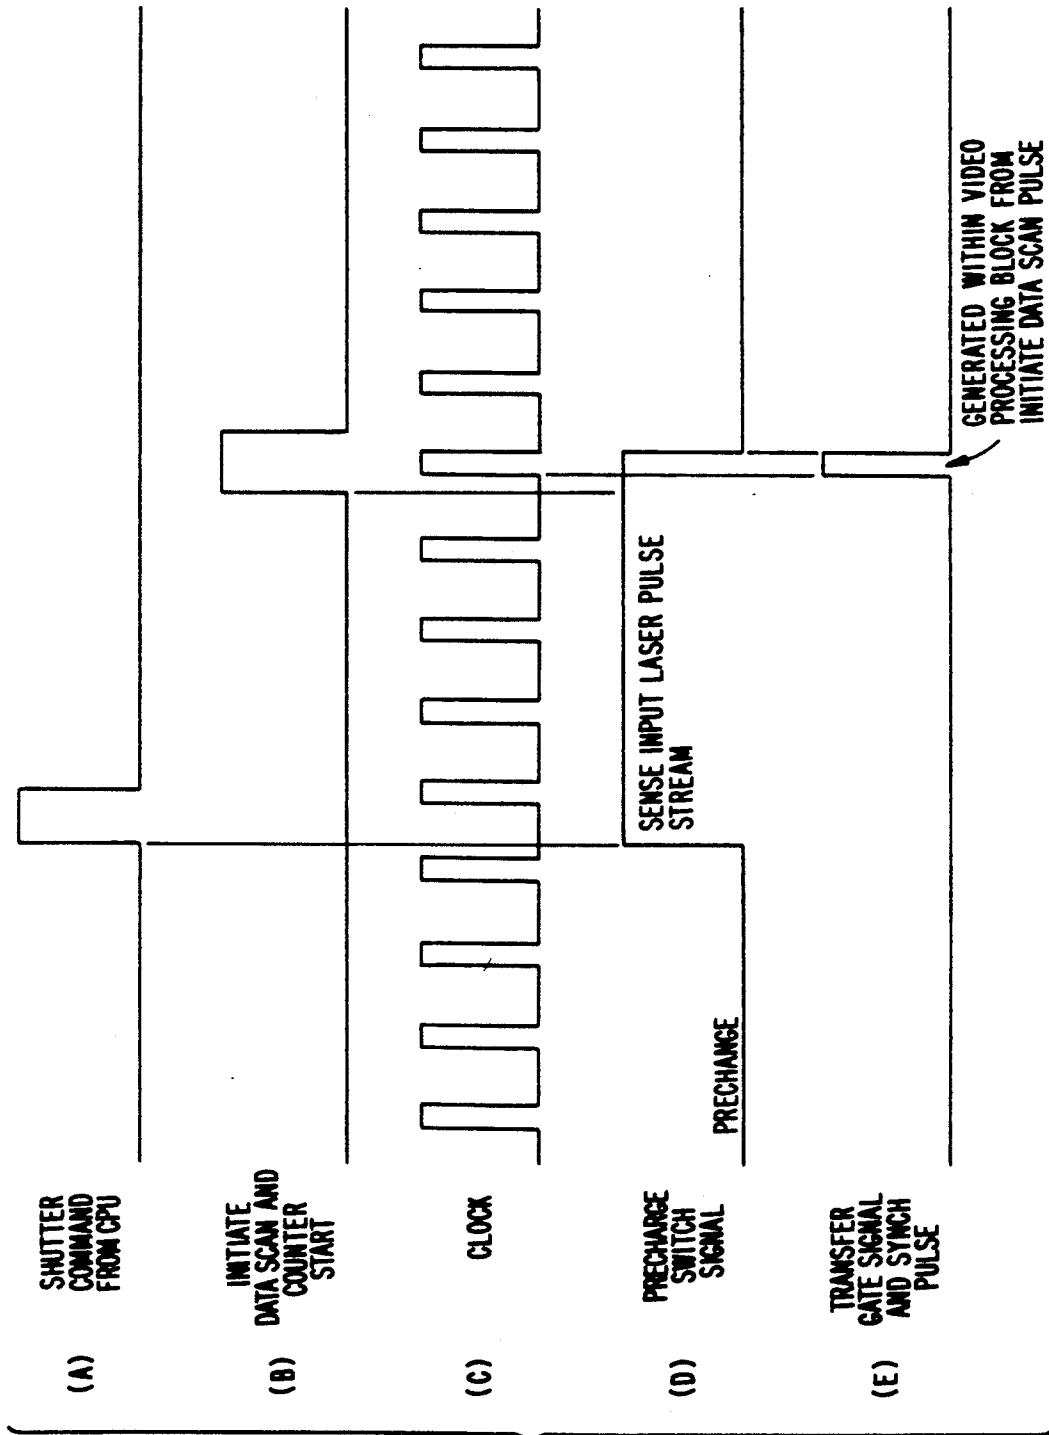 (A)
SHUTTER
COMMAND
FROM CPU
(B)
INITIATE
DATA SCAN AND
COUNTER
START
(C)
CLOCK
(D)
PRECHARGE
SWITCH
SIGNAL
PRECHANGE
SENSE INPUT LASER PULSE
STREAM
(E)
TRANSFER
GATE SIGNAL
AND SYNCH
PULSE
GENERATED WITHIN VIDEO
PROCESSING BLOCK FROM
INITIATE DATA SCAN PULSE